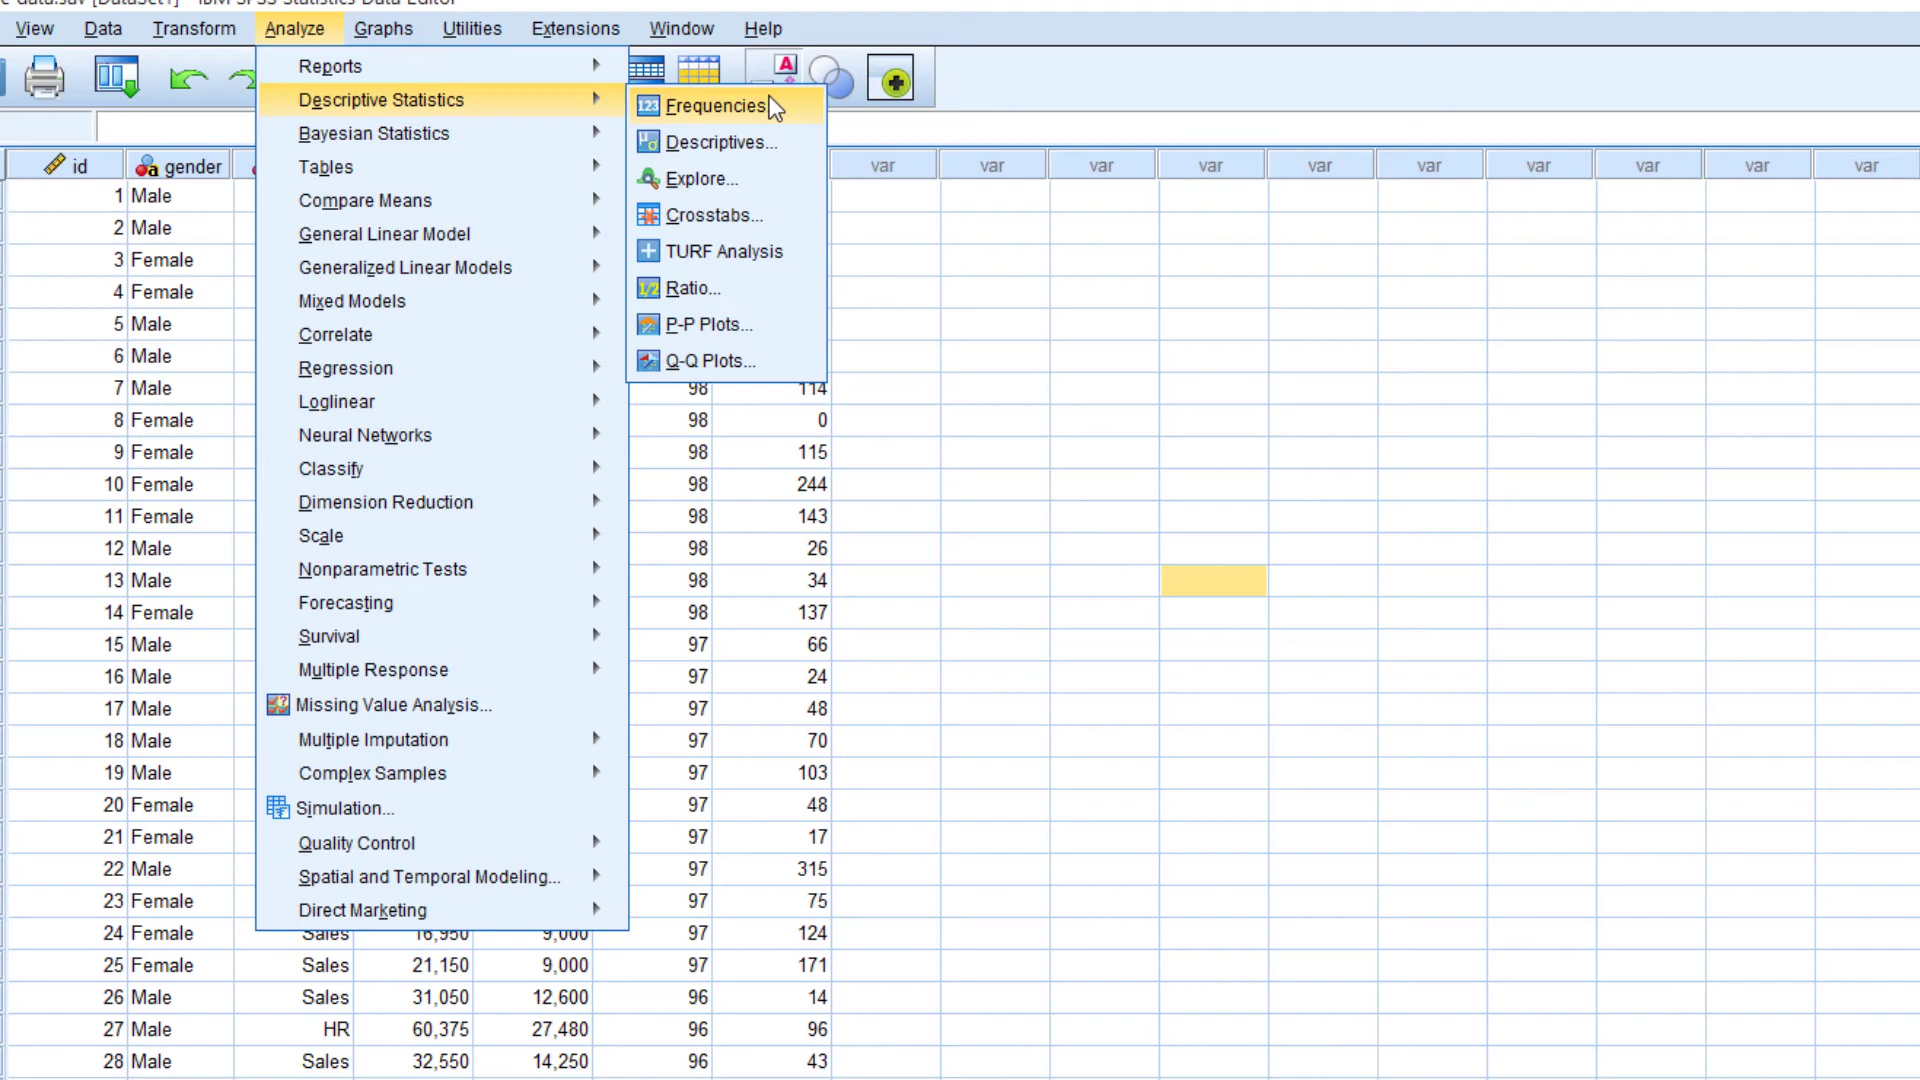 View Data Transform Analyze Graphs Utilities Extensions Window Help
Reports
Descriptive Statistics
Bayesian Statistics
Tables
Compare Means
General Linear Model
Generalized Linear Models
Mixed Models
Correlate
Regression
Loglinear
Neural Networks
Classify
Dimension Reduction
Scale
Nonparametric Tests
Forecasting
Survival
Multiple Response
Missing Value Analysis...
Multiple Imputation
Complex Samples
Simulation...
Quality Control
Spatial and Temporal Modeling...
Direct Marketing
123 Frequencies
Descriptives...
Explore...
Crosstabs...
TURF Analysis
1/2 Ratio...
P-P Plots...
Q-Q Plots...
A
id gender var var var var var var var var var var
1 Male
2 Male
3 Female
4 Female
5 Male
6 Male
7 Male 98 114
8 Female 98 0
9 Female 98 115
10 Female 98 244
11 Female 98 143
12 Male 98 26
13 Male 98 34
14 Female 98 137
15 Male 97 66
16 Male 97 24
17 Male 97 48
18 Male 97 70
19 Male 97 103
20 Female 97 48
21 Female 97 17
22 Male 97 315
23 Female 97 75
24 Female Sales 16,950 9,000 97 124
25 Female Sales 21,150 9,000 97 171
26 Male Sales 31,050 12,600 96 14
27 Male HR 60,375 27,480 96 96
28 Male Sales 32,550 14,250 96 43